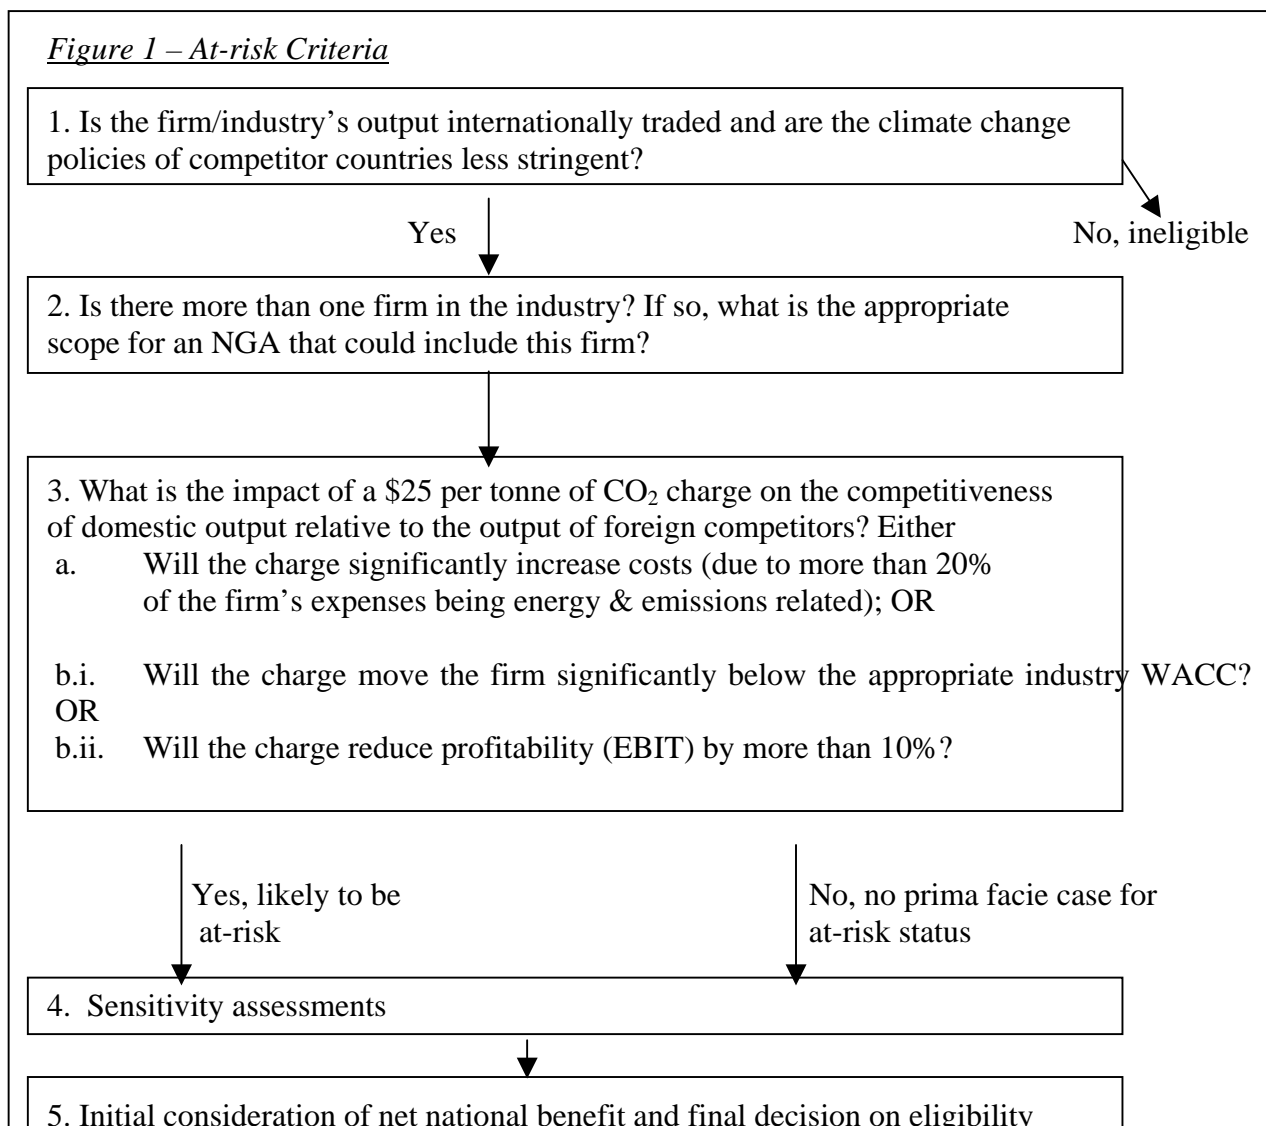 Figure 1 – At-risk Criteria
1. Is the firm/industry's output internationally traded and are the climate change
policies of competitor countries less stringent?
Yes
No, ineligible
2. Is there more than one firm in the industry? If so, what is the appropriate
scope for an NGA that could include this firm?
3. What is the impact of a $25 per tonne of CO₂ charge on the competitiveness
of domestic output relative to the output of foreign competitors? Either
a. Will the charge significantly increase costs (due to more than 20%
of the firm's expenses being energy & emissions related); OR
b.i. Will the charge move the firm significantly below the appropriate industry WACC?
OR
b.ii. Will the charge reduce profitability (EBIT) by more than 10%?
Yes, likely to be
at-risk
No, no prima facie case for
at-risk status
4. Sensitivity assessments
5. Initial consideration of net national benefit and final decision on eligibility